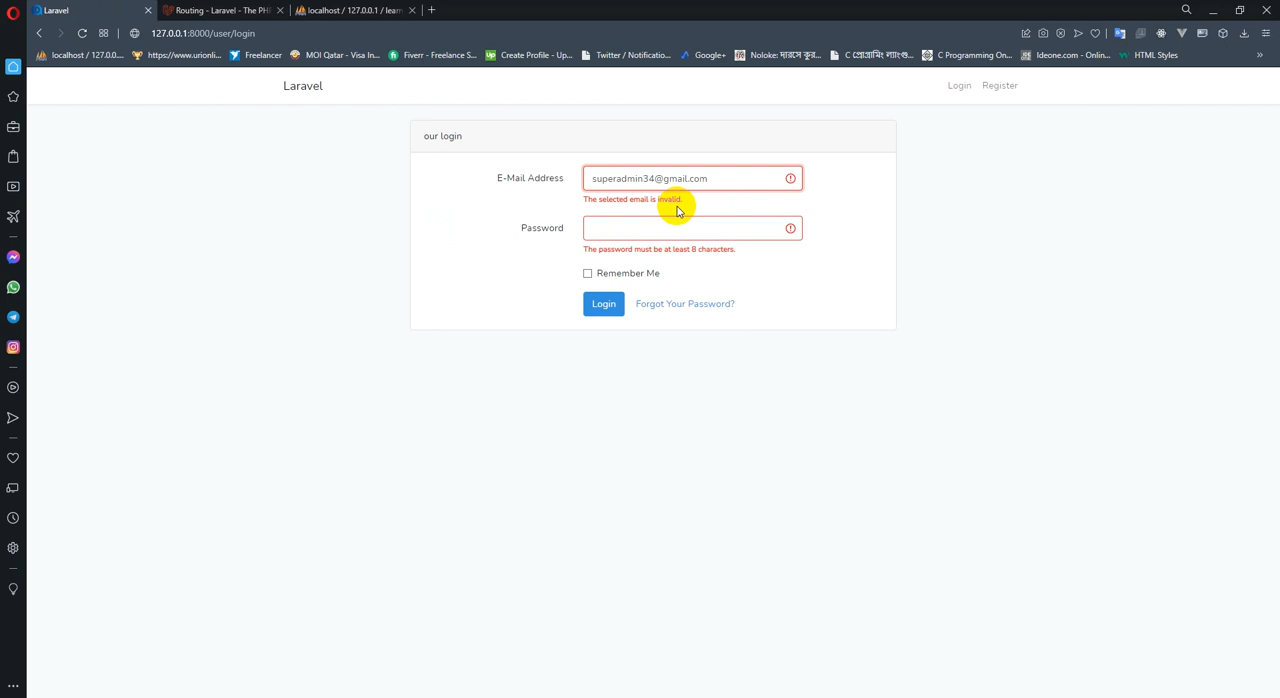 Laravel
Routing - Laravel - The PH
localhost / 127.0.0.1 / learn
127.0.0.1:8000/user/login
localhost / 127.0.0....
https://www.urionli...
Freelancer
MOI Qatar - Visa In...
Fiverr - Freelance S...
Create Profile - Up...
Twitter / Notificatio...
Google+
Noloke: দারসে কুর...
C প্রোগ্রামিং ল্যাংগু...
C Programming On...
Ideone.com - Onlin...
HTML Styles
»
Laravel
Login
Register
our login
E-Mail Address
superadmin34@gmail.com
The selected email is invalid.
Password
The password must be at least 8 characters.
Remember Me
Login
Forgot Your Password?